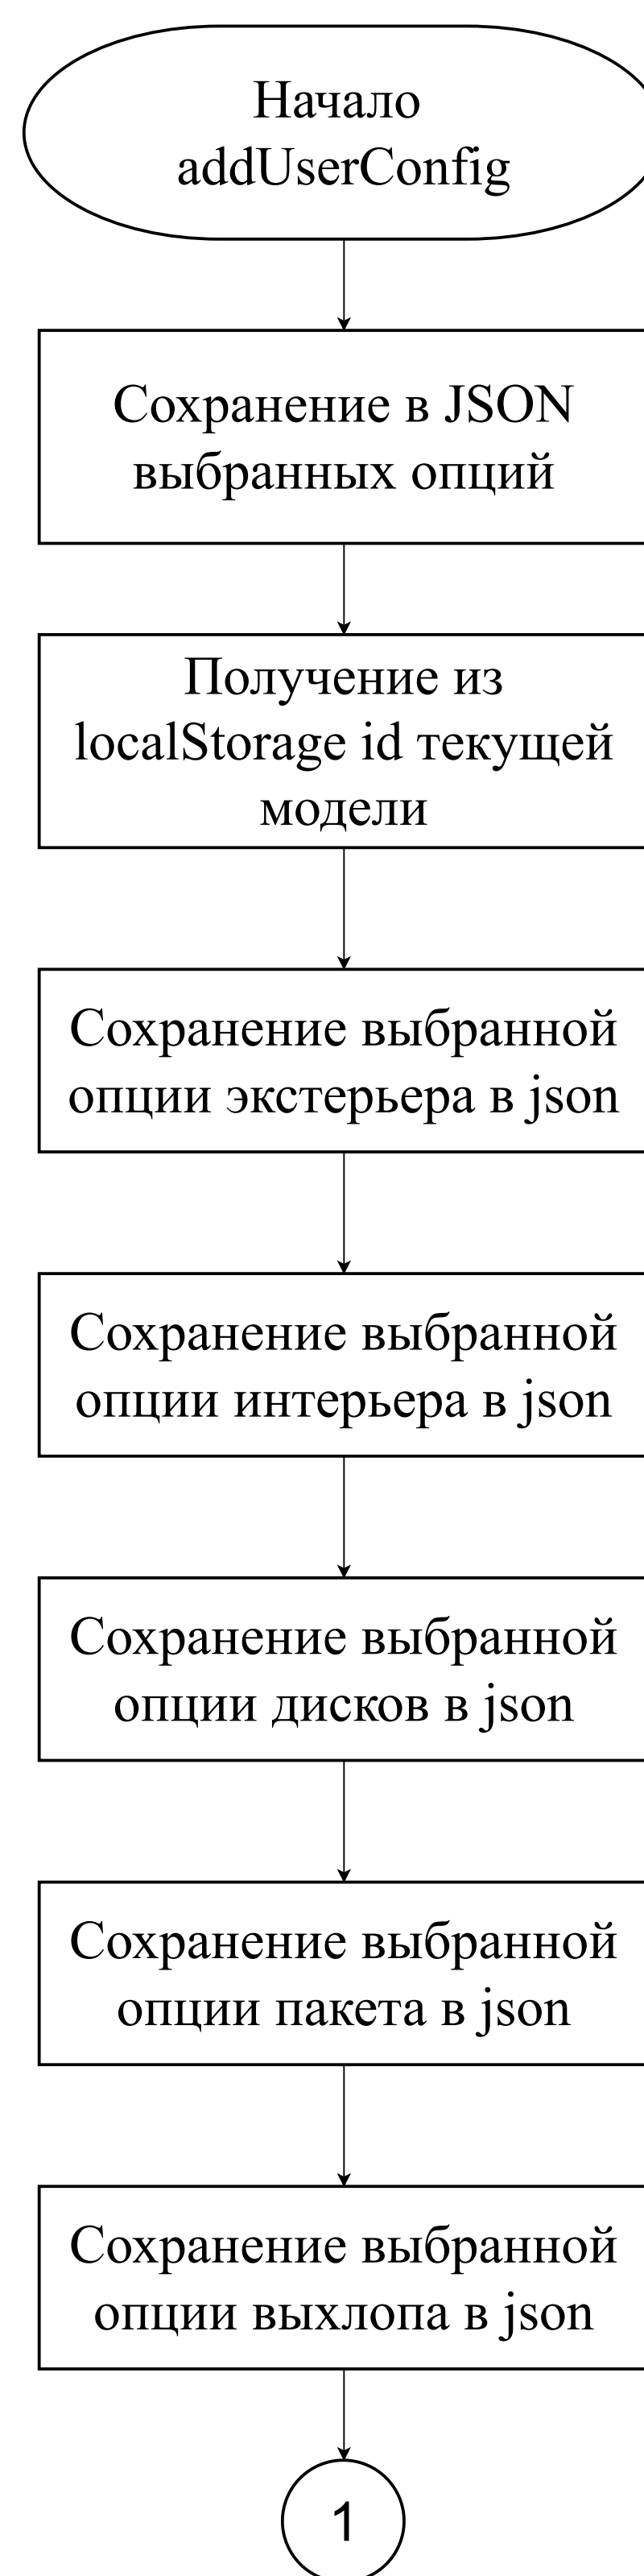 Начало
addUserConfig
Сохранение в JSON
выбранных опций
Получение из
localStorage id текущей
модели
Сохранение выбранной
опции экстерьера в json
Сохранение выбранной
опции интерьера в json
Сохранение выбранной
опции дисков в json
Сохранение выбранной
опции пакета в json
Сохранение выбранной
опции выхлопа в json
1